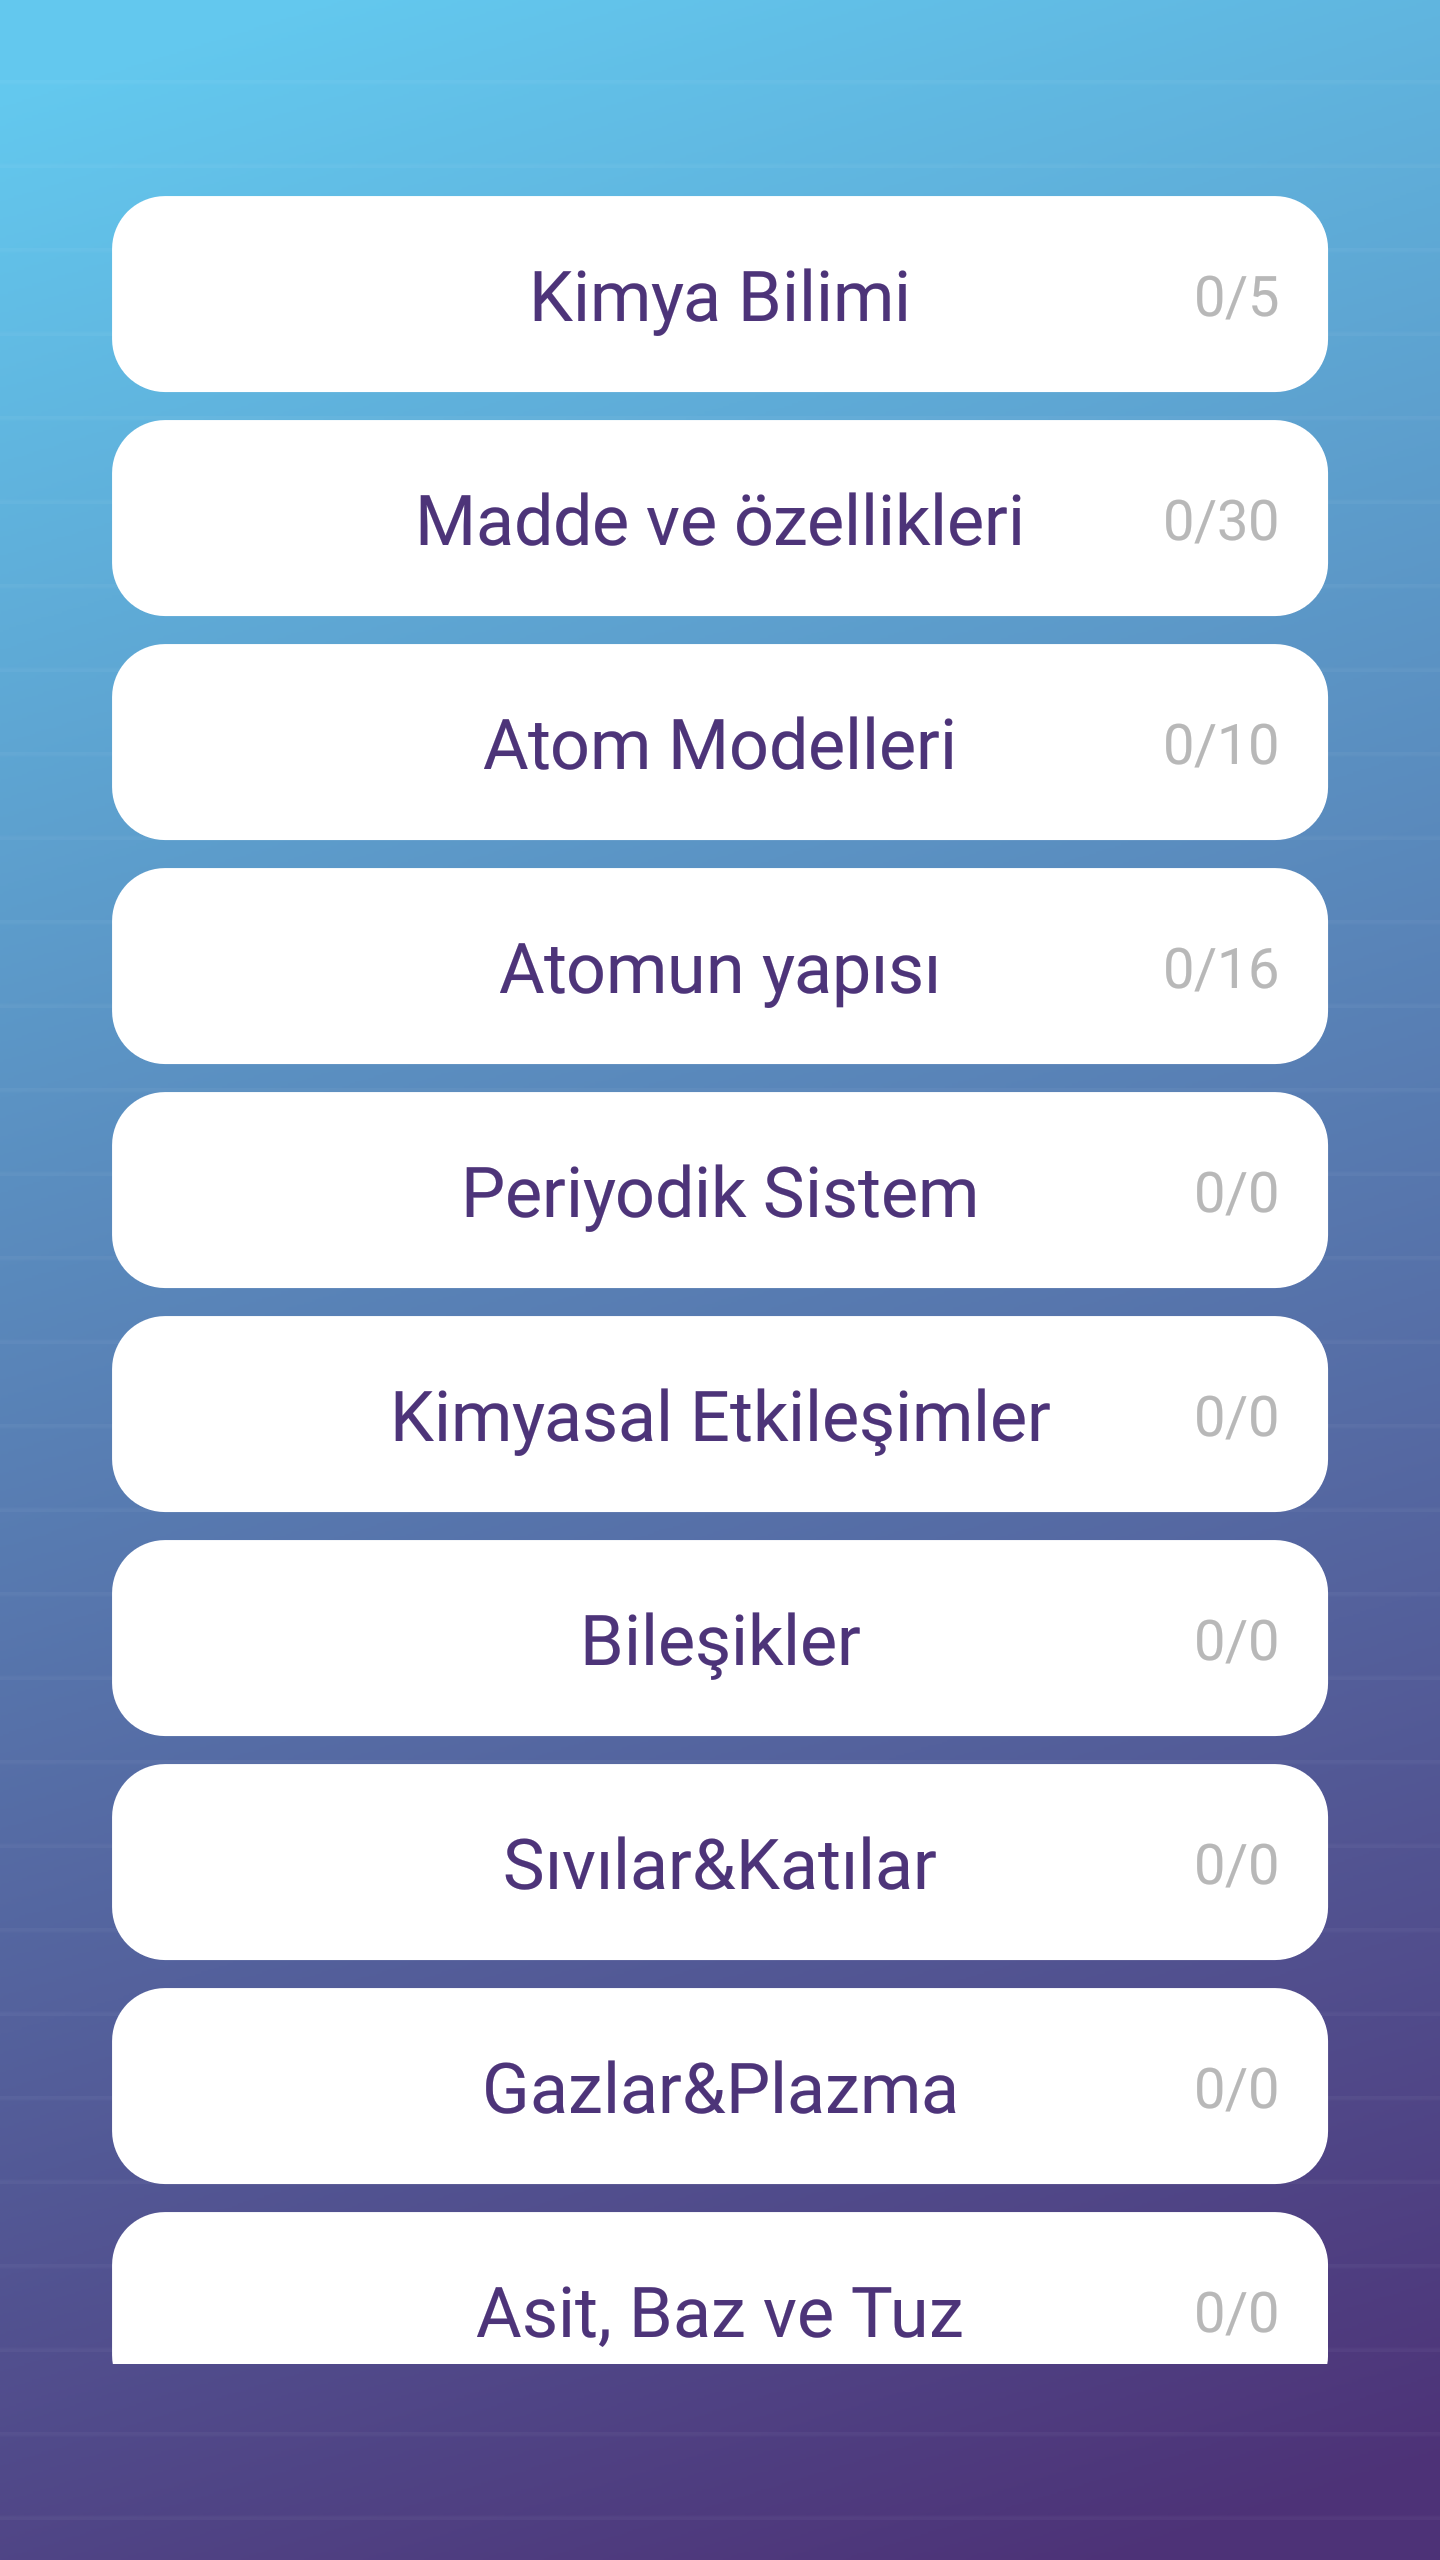 Kimya Bilimi 0/5
Madde ve özellikleri 0/30
Atom Modelleri 0/10
Atomun yapısı 0/16
Periyodik Sistem 0/0
Kimyasal Etkileşimler 0/0
Bileşikler 0/0
Sıvılar&Katılar 0/0
Gazlar&Plazma 0/0
Asit, Baz ve Tuz 0/0